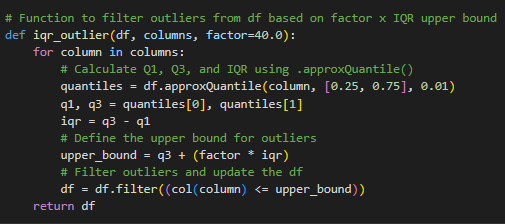 # Function to filter outliers from df based on factor x IQR upper bound
def iqr_outlier(df, columns, factor=40.0):
    for column in columns:
        # Calculate Q1, Q3, and IQR using .approxQuantile()
        quantiles = df.approxQuantile(column, [0.25, 0.75], 0.01)
        q1, q3 = quantiles[0], quantiles[1]
        iqr = q3 - q1
        # Define the upper bound for outliers
        upper_bound = q3 + (factor * iqr)
        # Filter outliers and update the df
        df = df.filter((col(column) <= upper_bound))
    return df